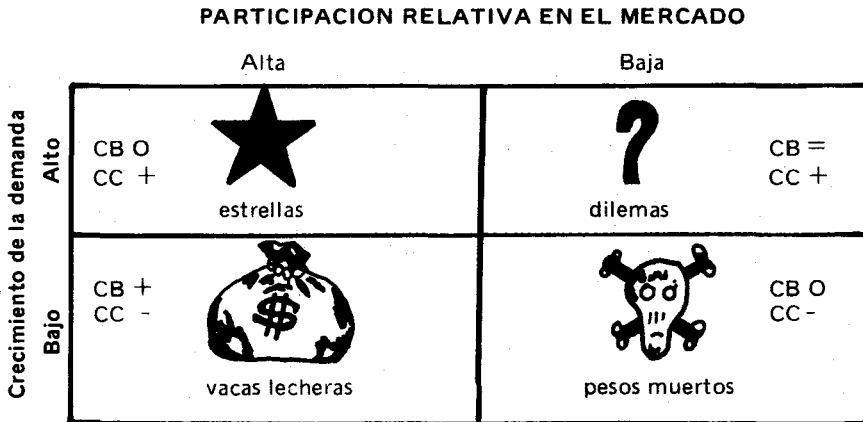 PARTICIPACION RELATIVA EN EL MERCADO
Alta
Baja
Crecimiento de la demanda
Alto
CB O
CC +
estrellas
?
dilemas
CB =
CC +
Bajo
CB +
CC -
$
vacas lecheras
pesos muertos
CB O
CC -